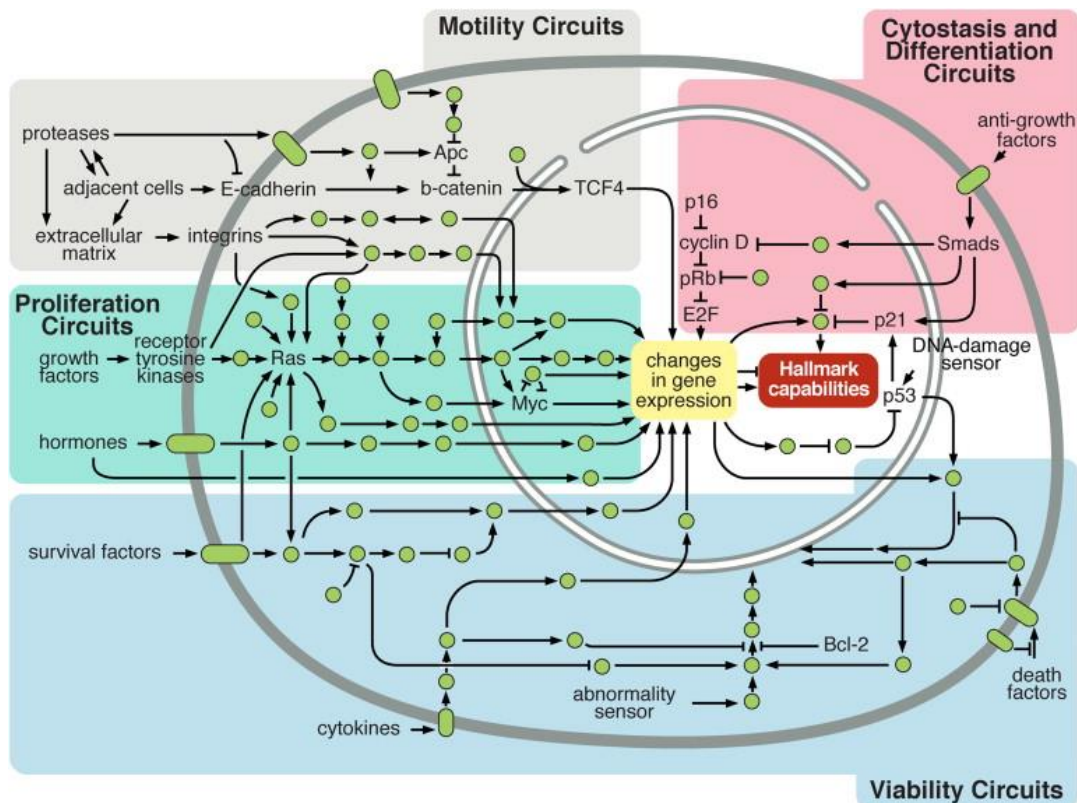 Motility Circuits
Cytostasis and
Differentiation
Circuits
proteases
anti-growth
factors
Apc
adjacent cells
E-cadherin
b-catenin
TCF4
p16
extracellular
matrix
integrins
cyclin D
Smads
pRb
E2F
p21
Proliferation
Circuits
growth
factors
receptor
tyrosine
kinases
Ras
Myc
changes
in gene
expression
Hallmark
capabilities
DNA-damage
sensor
p53
hormones
survival factors
Bcl-2
abnormality
sensor
death
factors
cytokines
Viability Circuits